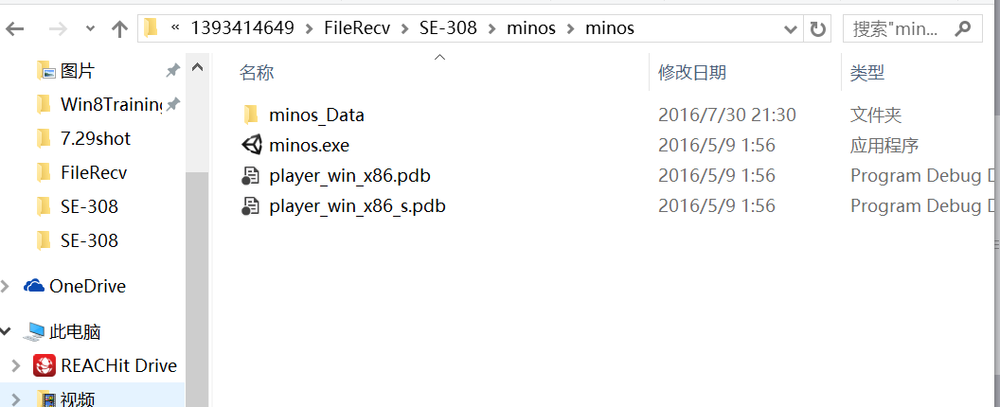 « 1393414649 > FileRecv > SE-308 > minos > minos
搜索"min...
图片
Win8Training
7.29shot
FileRecv
SE-308
SE-308
OneDrive
此电脑
REACHit Drive
视频
名称 修改日期 类型
minos_Data 2016/7/30 21:30 文件夹
minos.exe 2016/5/9 1:56 应用程序
player_win_x86.pdb 2016/5/9 1:56 Program Debug D
player_win_x86_s.pdb 2016/5/9 1:56 Program Debug D